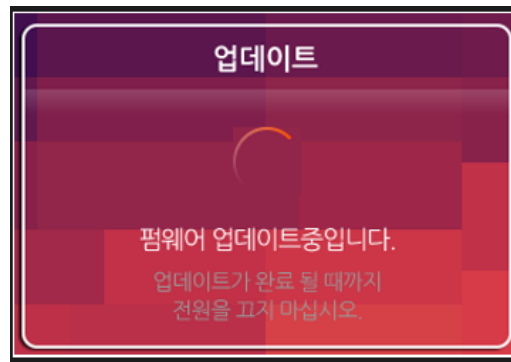 업데이트
펌웨어 업데이트중입니다.
업데이트가 완료 될 때까지
전원을 끄지 마십시오.